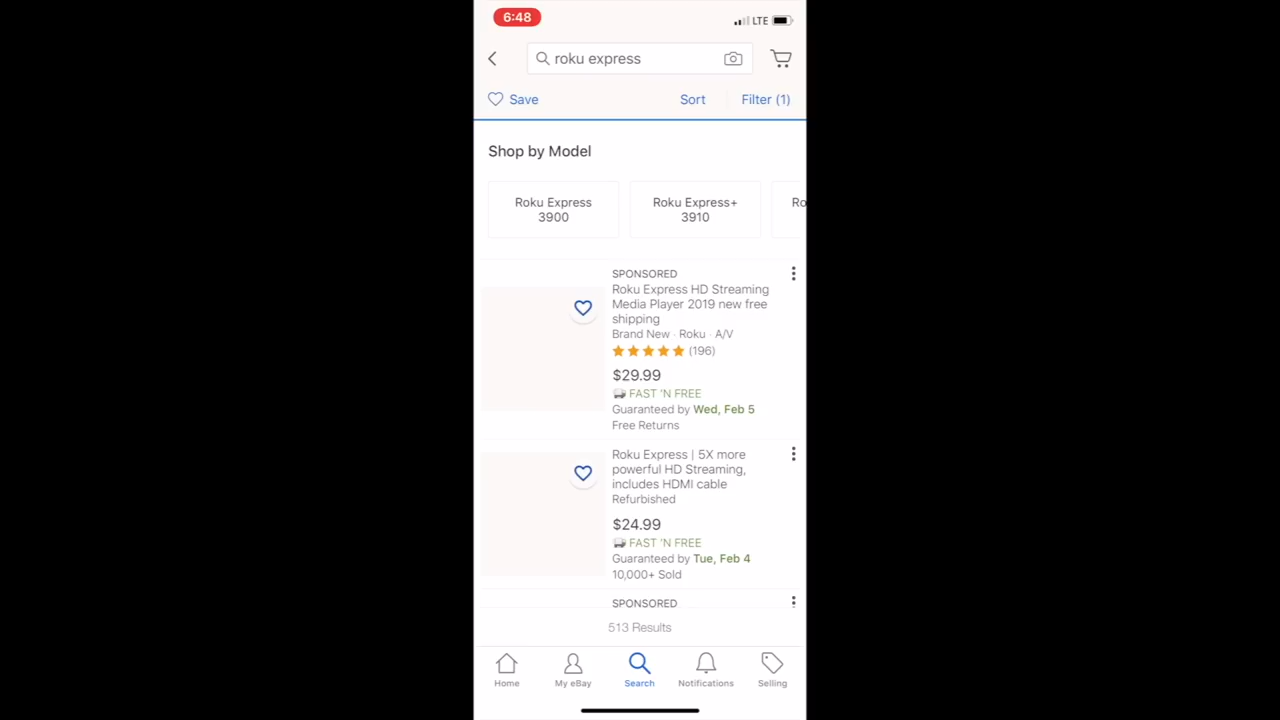 6:48
LTE
roku express
Save
Sort
Filter (1)
Shop by Model
Roku Express
3900
Roku Express+
3910
Ro
SPONSORED
Roku Express HD Streaming
Media Player 2019 new free
shipping
Brand New · Roku · A/V
(196)
$29.99
FAST 'N FREE
Guaranteed by Wed, Feb 5
Free Returns
Roku Express | 5X more
powerful HD Streaming,
includes HDMI cable
Refurbished
$24.99
FAST 'N FREE
Guaranteed by Tue, Feb 4
10,000+ Sold
SPONSORED
513 Results
Home
My eBay
Search
Notifications
Selling